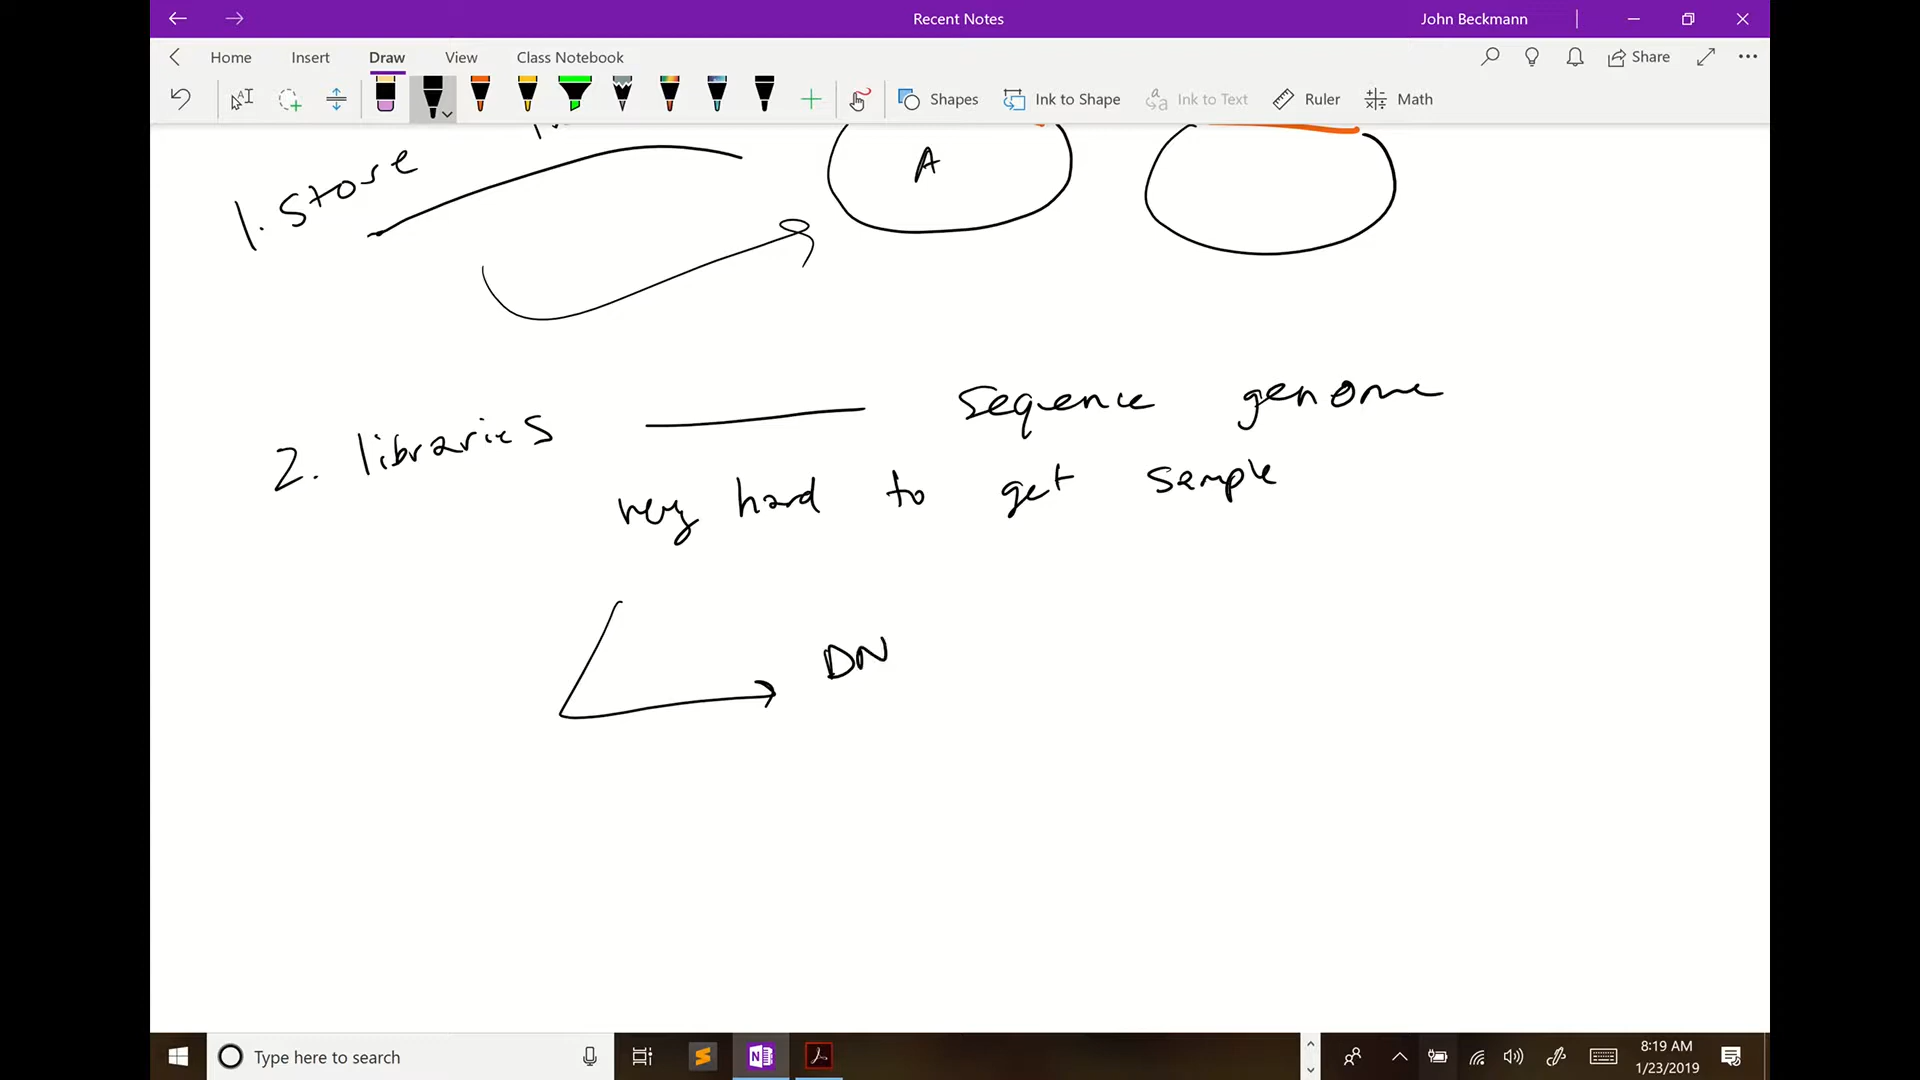 Recent Notes
John Beckmann
Home Insert Draw View Class Notebook
Share
Shapes Ink to Shape Ink to Text Ruler Math
1. store
A
2. libraries sequence genome
very hard to get sample
DN
Type here to search
8:19 AM
1/23/2019